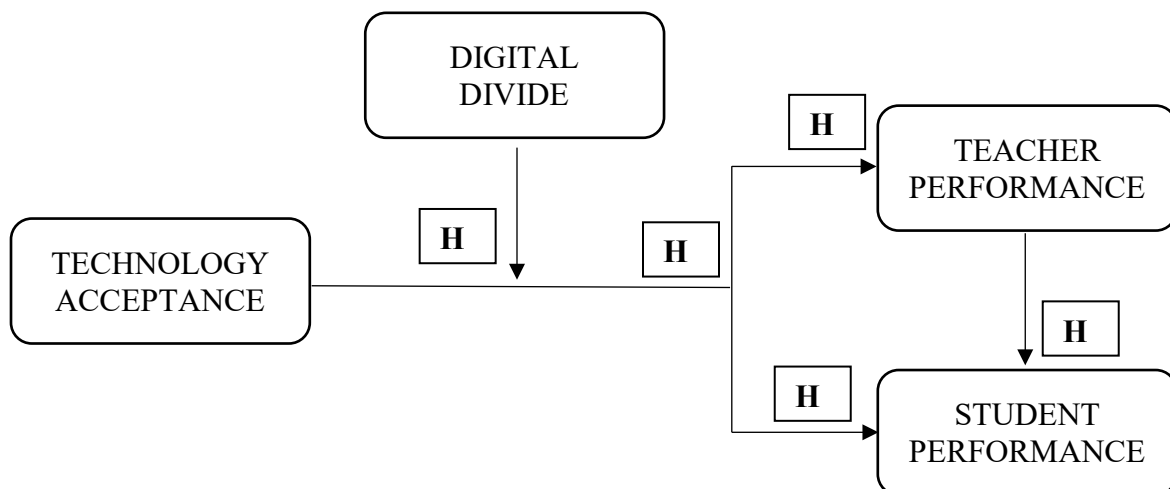 DIGITAL
DIVIDE
H
TEACHER
PERFORMANCE
H
H
TECHNOLOGY
ACCEPTANCE
H
H
STUDENT
PERFORMANCE